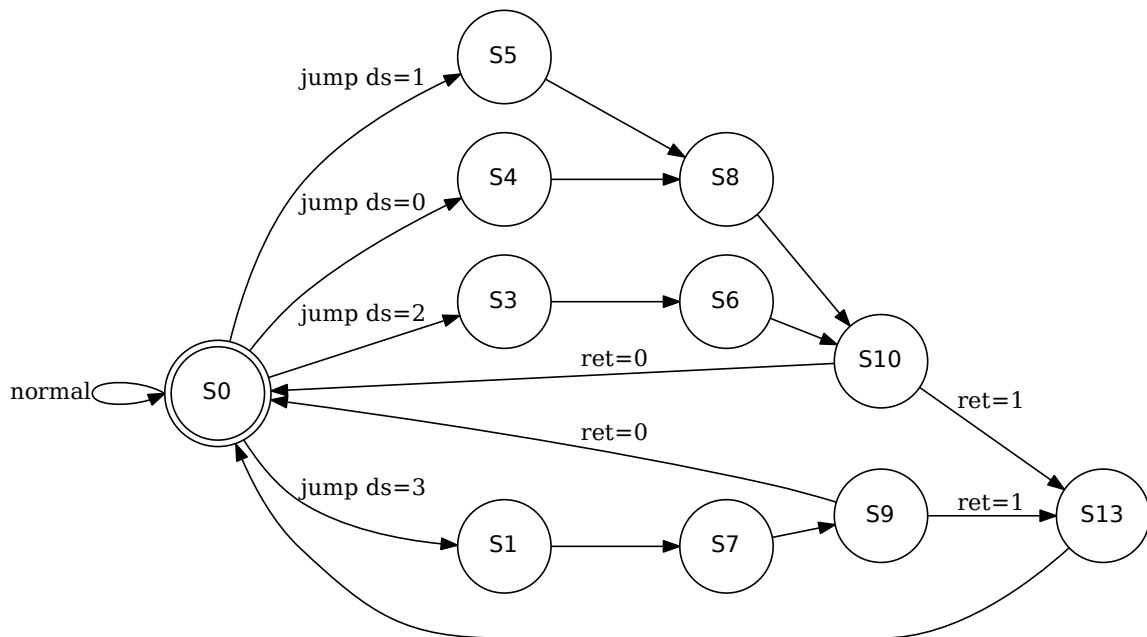 S5
jump ds=1
S4
S8
jump ds=0
S3
S6
jump ds=2
S10
ret=0
normal
S0
ret=1
ret=0
jump ds=3
S9
ret=1
S13
S1
S7